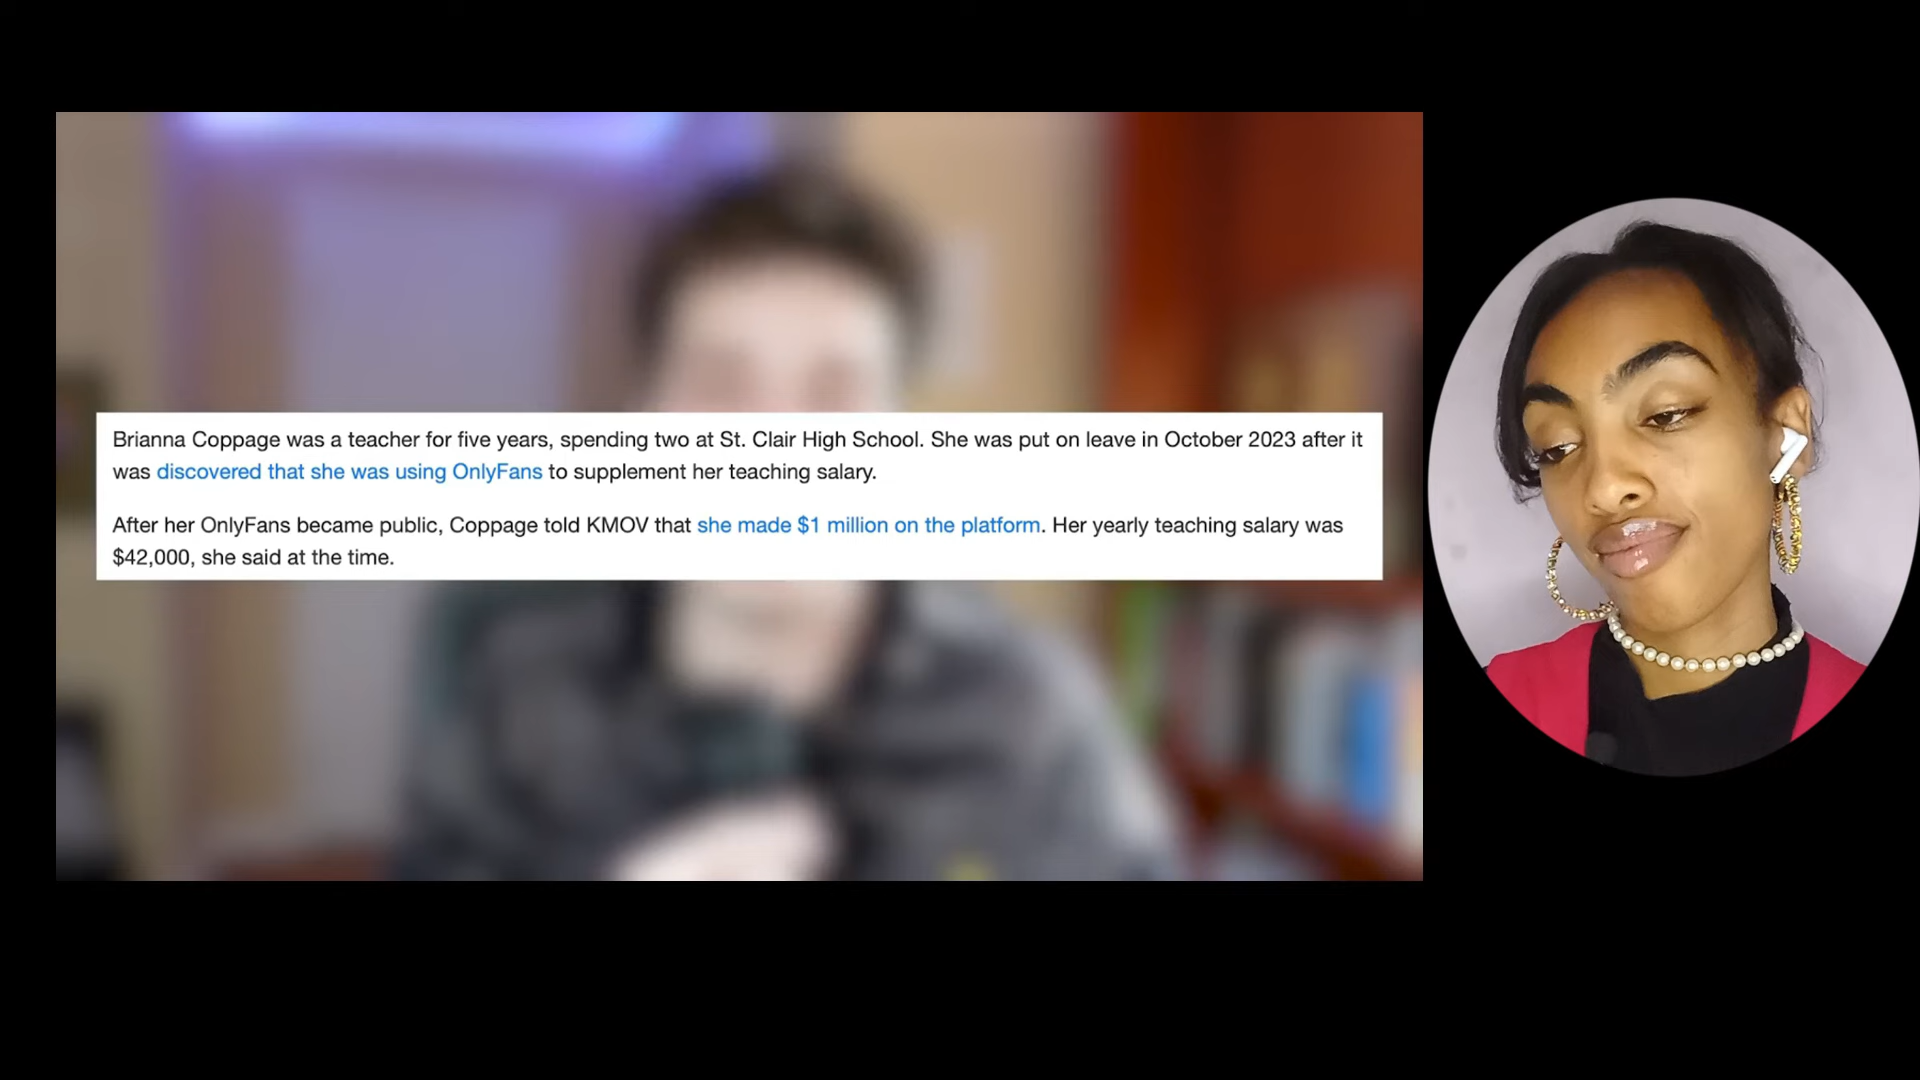 Brianna Coppage was a teacher for five years, spending two at St. Clair High School. She was put on leave in October 2023 after it
was discovered that she was using OnlyFans to supplement her teaching salary.
After her OnlyFans became public, Coppage told KMOV that she made $1 million on the platform. Her yearly teaching salary was
$42,000, she said at the time.